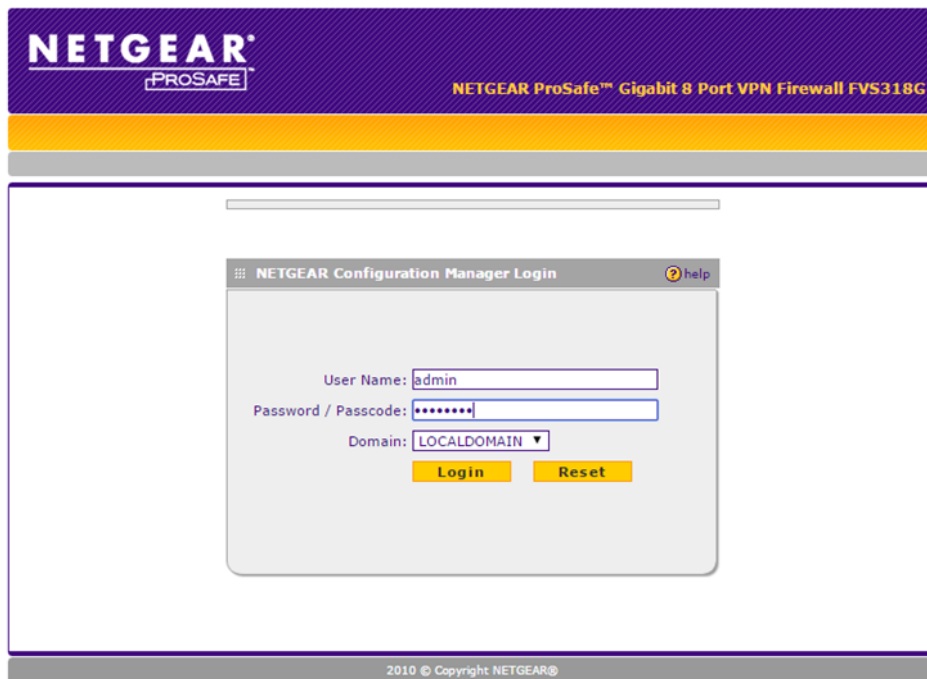 NETGEAR®
PROSAFE™
NETGEAR ProSafe™ Gigabit 8 Port VPN Firewall FVS318G
NETGEAR Configuration Manager Login
? help
User Name: admin
Password / Passcode: ••••••••
Domain: LOCALDOMAIN ▼
Login Reset
2010 © Copyright NETGEAR®